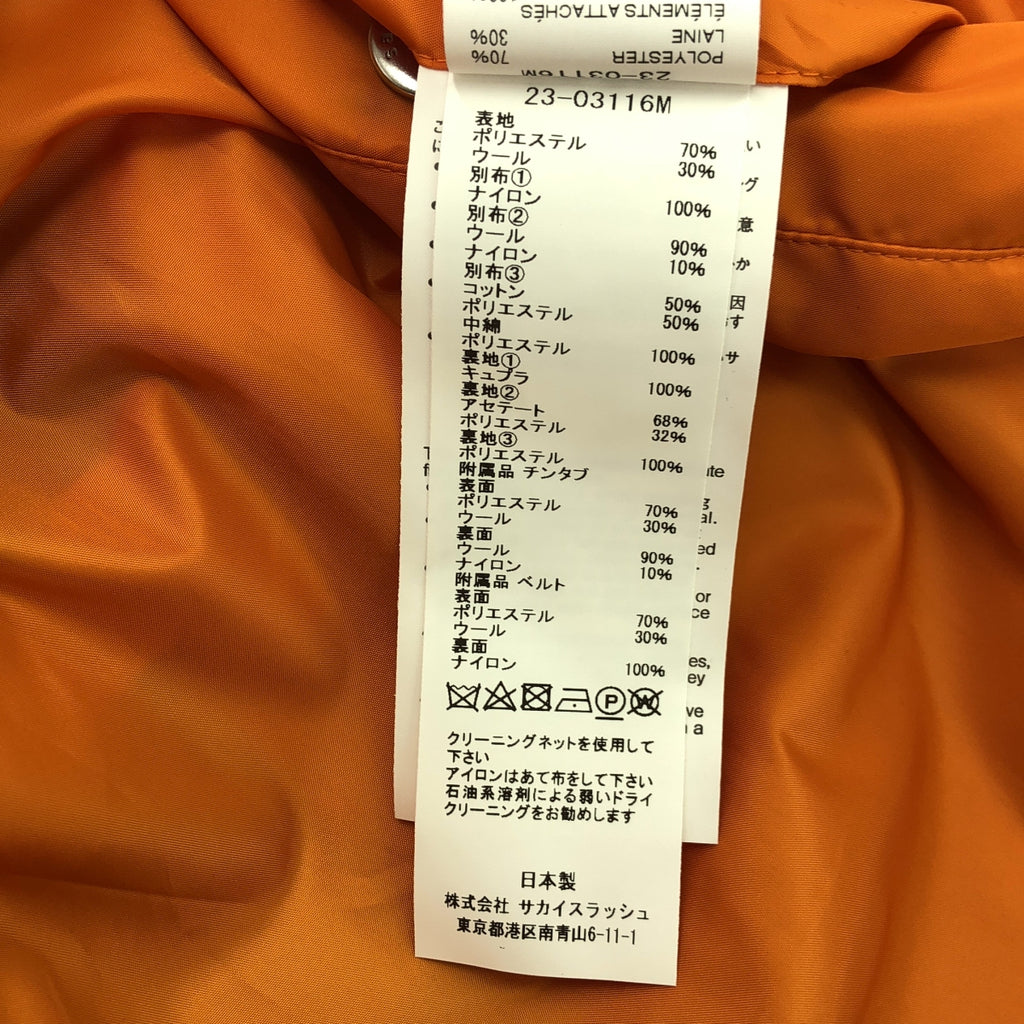 ÉLÉMENTS ATTACHÉS
LAINE 30%
POLYESTER 70%
23-03116M
23-03116M
表地
ポリエステル 70%
ウール 30%
別布①
ナイロン 100%
別布②
ウール 90%
ナイロン 10%
別布③
コットン 50%
ポリエステル 50%
中綿
ポリエステル 100%
裏地①
キュプラ 100%
裏地②
アセテート 68%
ポリエステル 32%
裏地③
ポリエステル 100%
附属品 チンタブ
表面
ポリエステル 70%
ウール 30%
裏面
ウール 90%
ナイロン 10%
附属品 ベルト
表面
ポリエステル 70%
ウール 30%
裏面
ナイロン 100%
P W
クリーニングネットを使用して
下さい
アイロンはあて布をして下さい
石油系溶剤による弱いドライ
クリーニングをお勧めします
日本製
株式会社 サカイスラッシュ
東京都港区南青山6-11-1